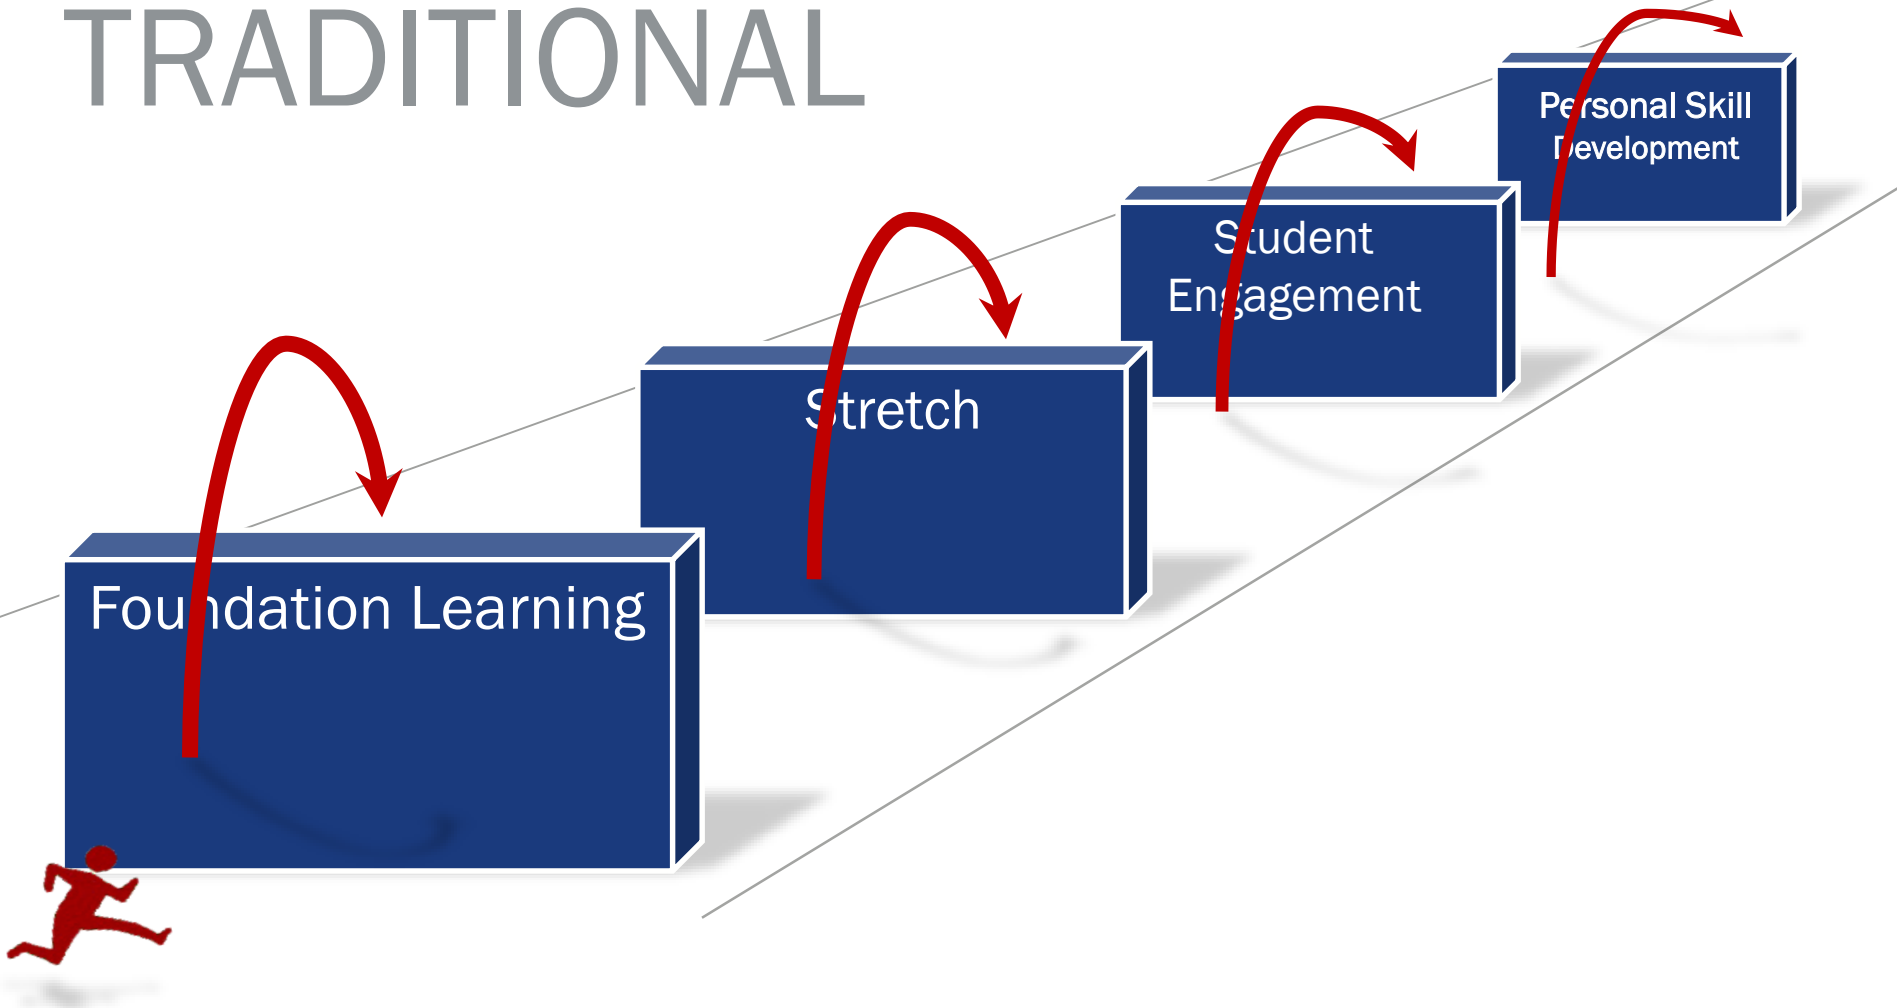 TRADITIONAL
Foundation Learning
Stretch
Student
Engagement
Personal Skill
Development